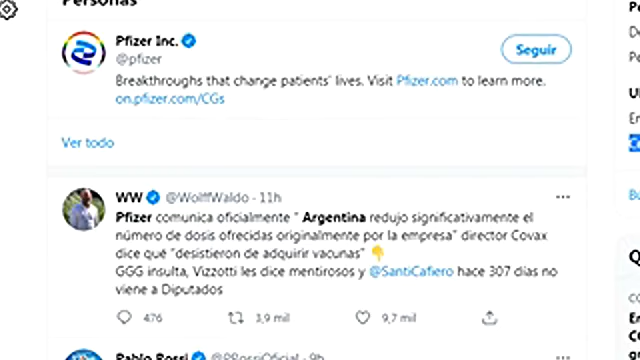 Personas
Pfizer Inc.
@pfizer
Seguir
Breakthroughs that change patients' lives. Visit Pfizer.com to learn more.
on.pfizer.com/CGs
Ver todo
WW @WolffWaldo · 11h
Pfizer comunica oficialmente " Argentina redujo significativamente el
número de dosis ofrecidas originalmente por la empresa" director Covax
dice qué "desistieron de adquirir vacunas" 👇
GGG insulta, Vizzotti les dice mentirosos y @SantiCafiero hace 307 días no
viene a Diputados
476 3,9 mil 9,7 mil
Pablo Rossi @PRossiOficial · 9h